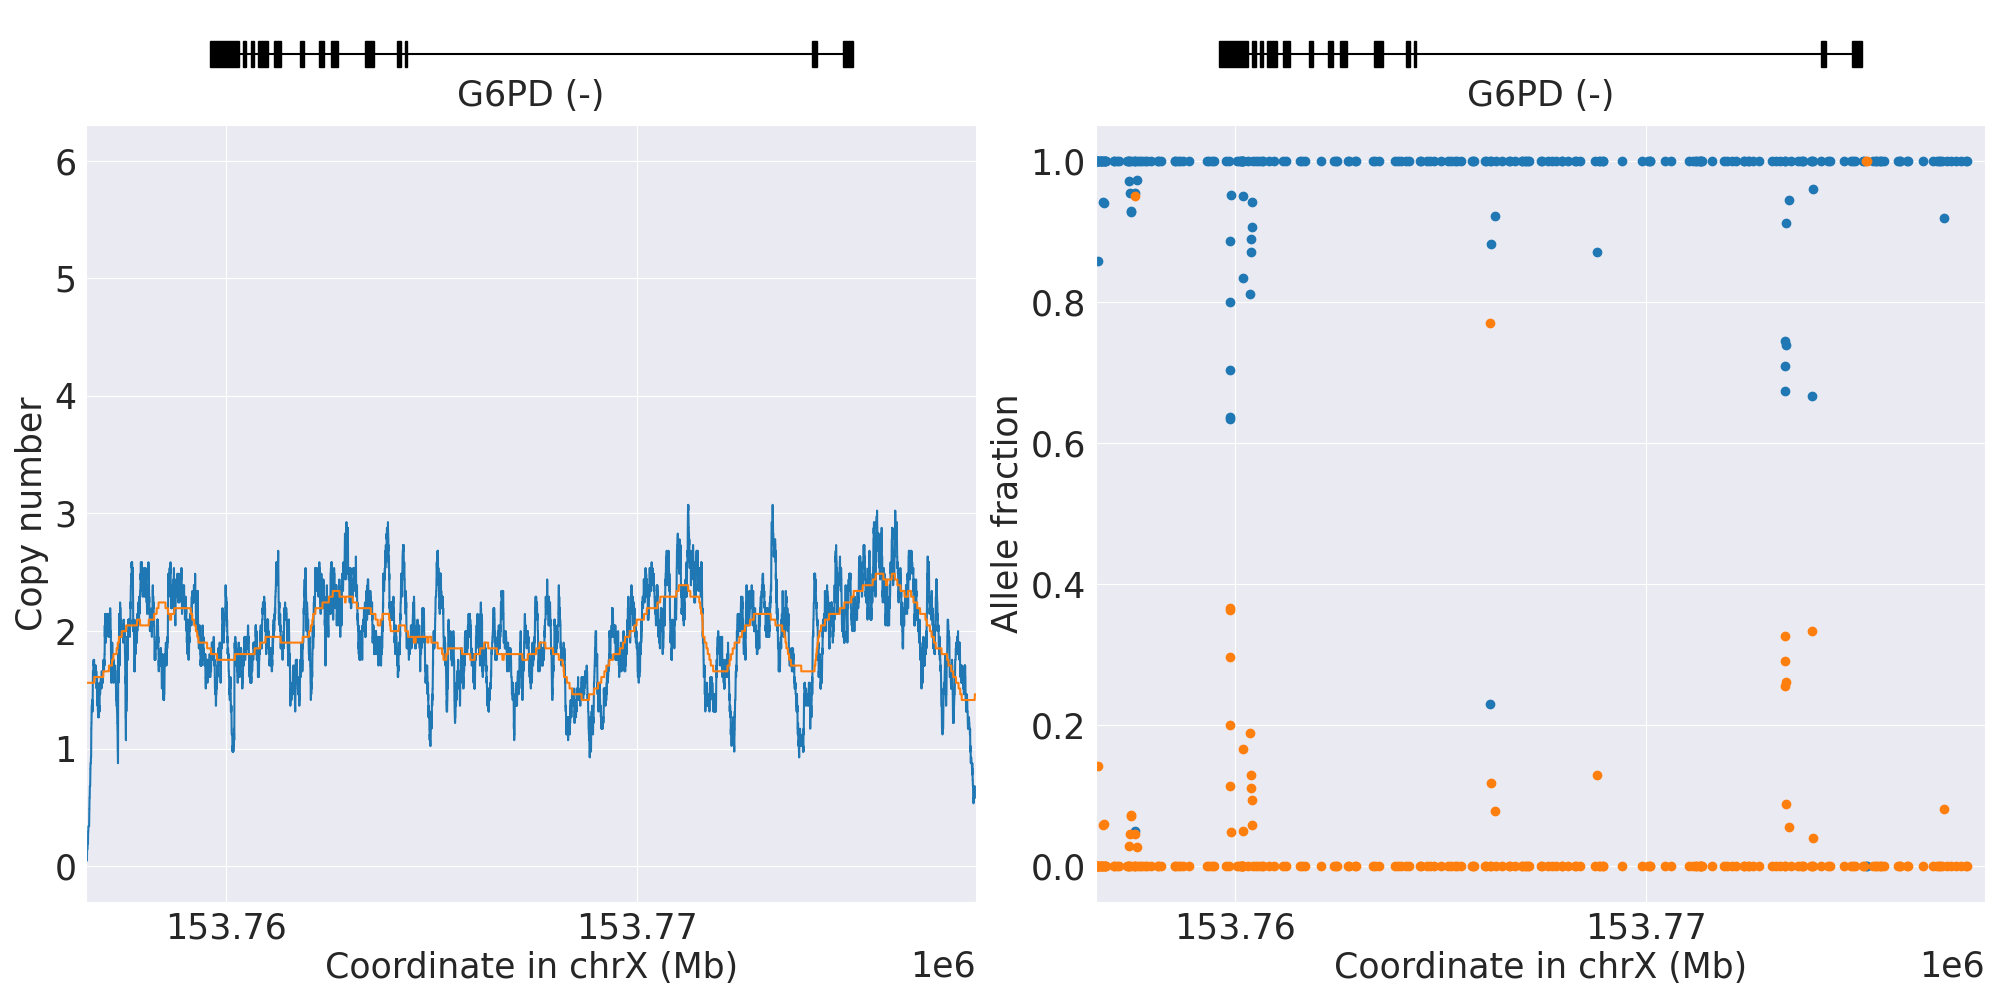 G6PD (-)
G6PD (-)
Copy number
6
5
4
3
2
1
0
153.76
153.77
Coordinate in chrX (Mb)
1e6
Allele fraction
1.0
0.8
0.6
0.4
0.2
0.0
153.76
153.77
Coordinate in chrX (Mb)
1e6